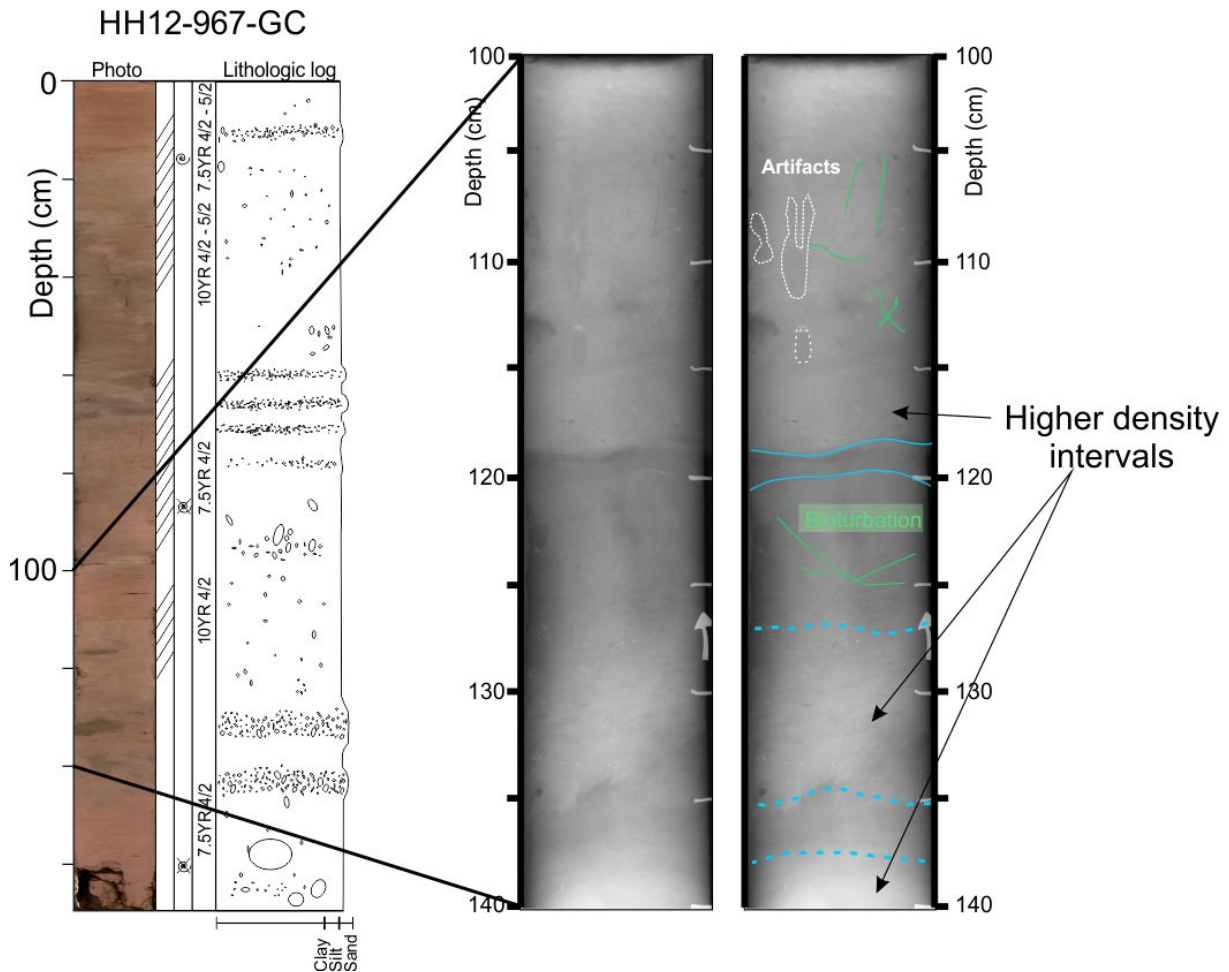 HH12-967-GC
Photo
Lithologic log
0
100
Depth (cm)
7.5YR 4/2 - 5/2
10YR 4/2 - 5/2
7.5YR 4/2
10YR 4/2
7.5YR 4/2
Clay
Silt
Sand
100
110
120
130
140
Depth (cm)
Artifacts
Bioturbation
100
110
120
130
140
Depth (cm)
Higher density
intervals